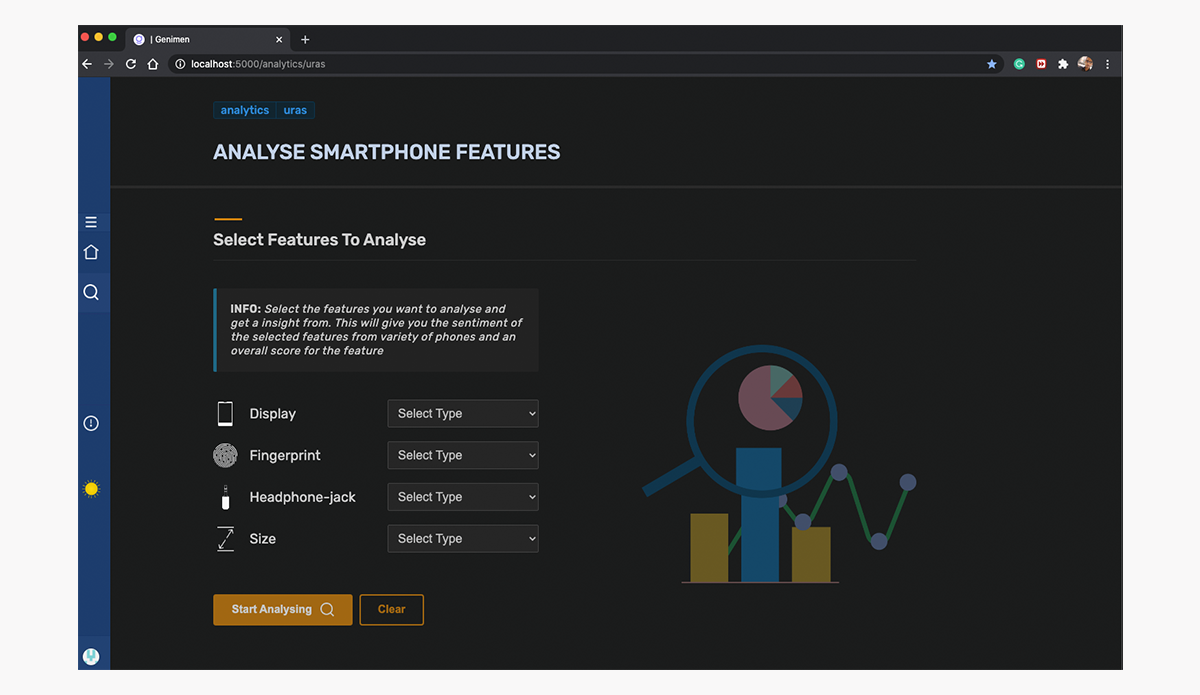 | Genimen
localhost:5000/analytics/uras
analytics uras
ANALYSE SMARTPHONE FEATURES
Select Features To Analyse
INFO: Select the features you want to analyse and
get a insight from. This will give you the sentiment of
the selected features from variety of phones and an
overall score for the feature
Display Select Type
Fingerprint Select Type
Headphone-jack Select Type
Size Select Type
Start Analysing Clear